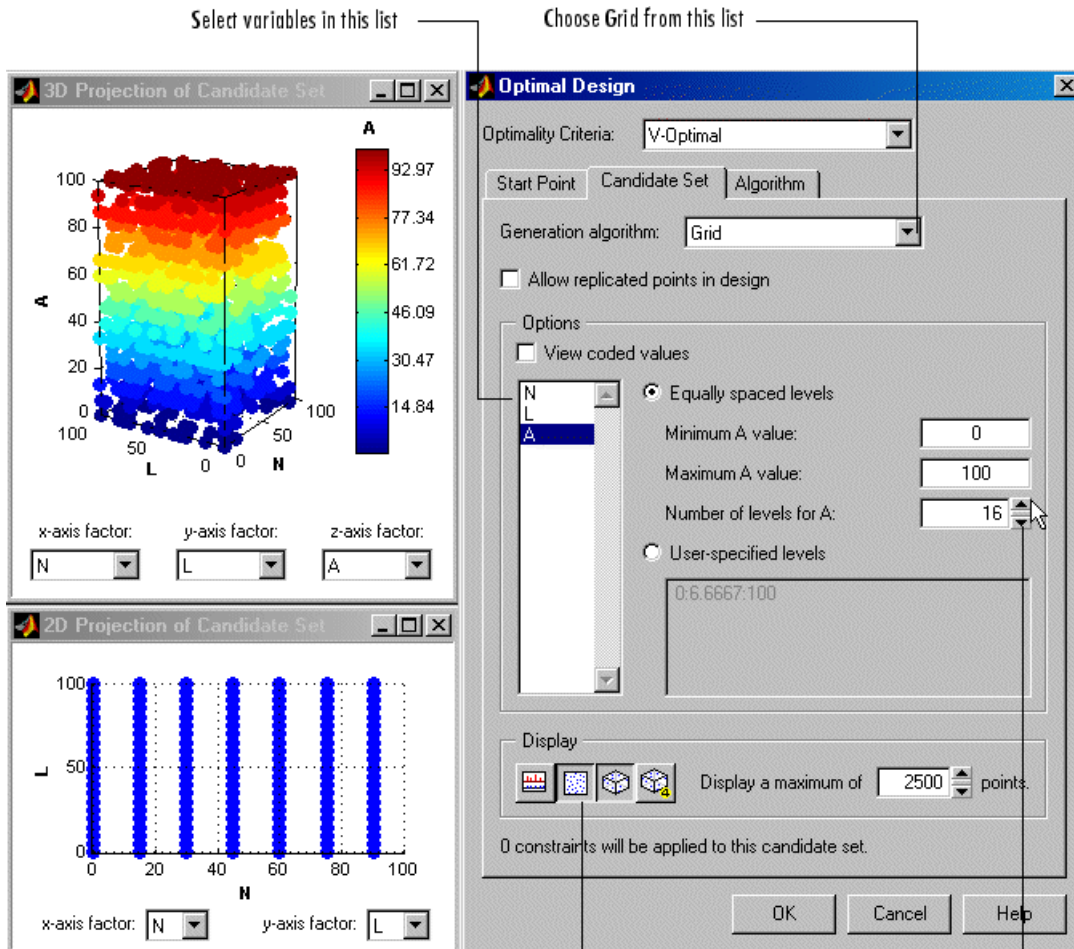 Select variables in this list
Choose Grid from this list
3D Projection of Candidate Set
A
100
80
60
40
20
0
A
100
50
0
L
0
50
100
N
92.97
77.34
61.72
46.09
30.47
14.84
x-axis factor:
y-axis factor:
z-axis factor:
N
L
A
2D Projection of Candidate Set
100
50
0
L
0
20
40
60
80
100
N
x-axis factor: N
y-axis factor: L
Optimal Design
Optimality Criteria: V-Optimal
Start Point
Candidate Set
Algorithm
Generation algorithm: Grid
Allow replicated points in design
Options
View coded values
N
L
A
Equally spaced levels
Minimum A value: 0
Maximum A value: 100
Number of levels for A: 16
User-specified levels
0:6.6667:100
Display
4
Display a maximum of 2500 points.
0 constraints will be applied to this candidate set.
OK
Cancel
Help